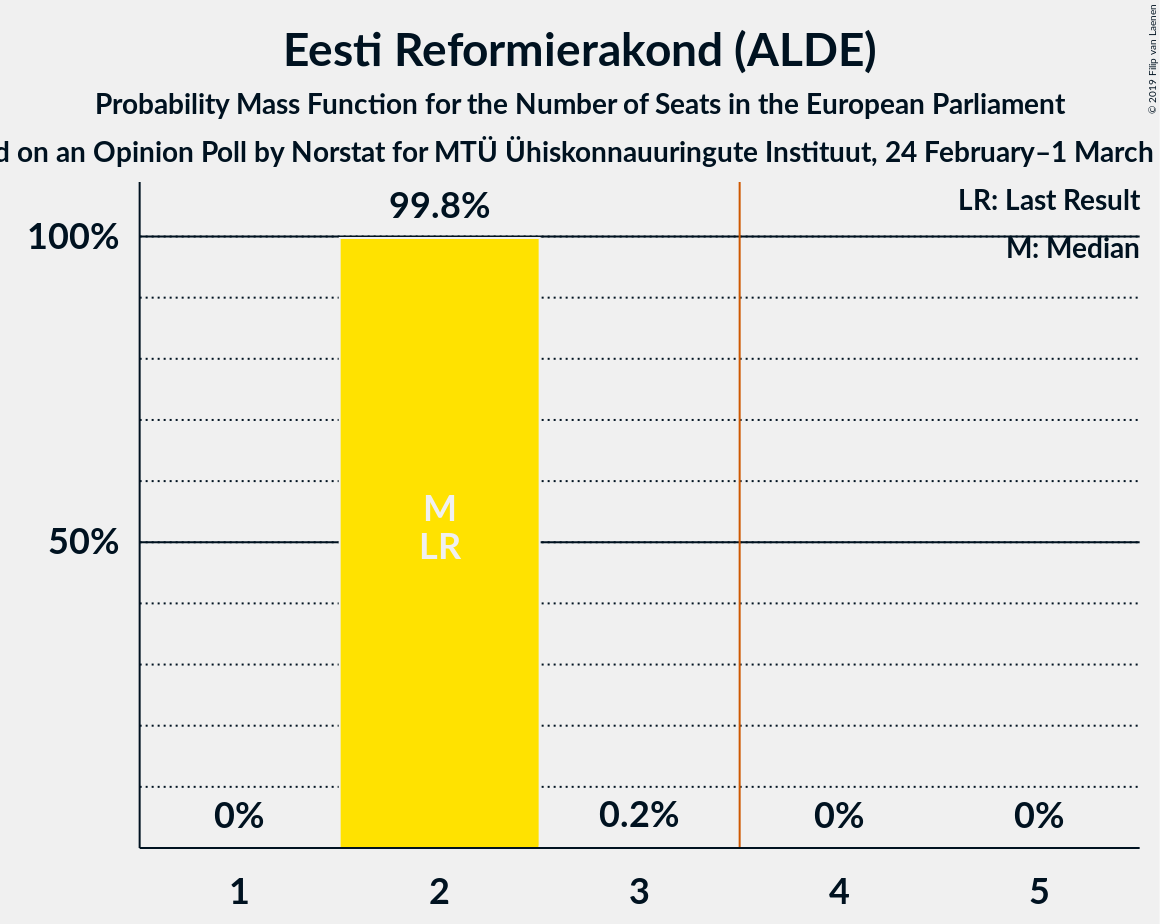 Eesti Reformierakond (ALDE)
Probability Mass Function for the Number of Seats in the European Parliament
on an Opinion Poll by Norstat for MTÜ Ühiskonnauuringute Instituut, 24 February–1 March
© 2019 Filip van Laenen
LR: Last Result
M: Median
99.8%
100%
50%
M
LR
0%
0.2%
0%
0%
1
2
3
4
5